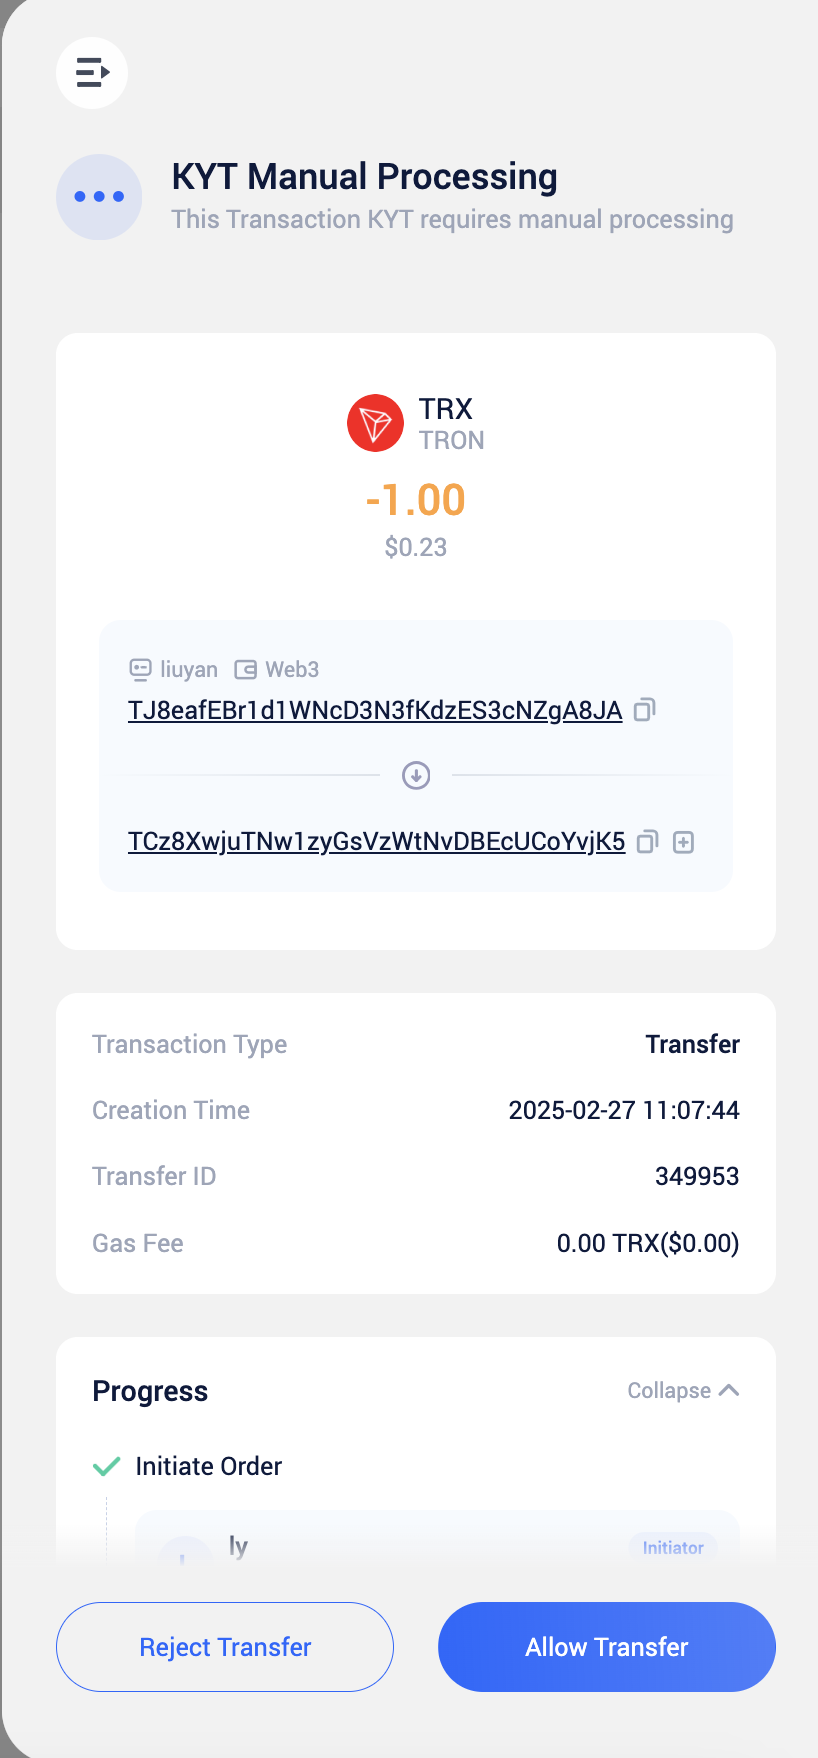 KYT Manual Processing
This Transaction KYT requires manual processing
TRX
TRON
-1.00
$0.23
liuyan Web3
TJ8eafEBr1d1WNcD3N3fKdzES3cNZgA8JA
TCz8XwjuTNw1zyGsVzWtNvDBEcUCoYvjK5
Transaction Type Transfer
Creation Time 2025-02-27 11:07:44
Transfer ID 349953
Gas Fee 0.00 TRX($0.00)
Progress Collapse
Initiate Order
ly Initiator
Reject Transfer Allow Transfer